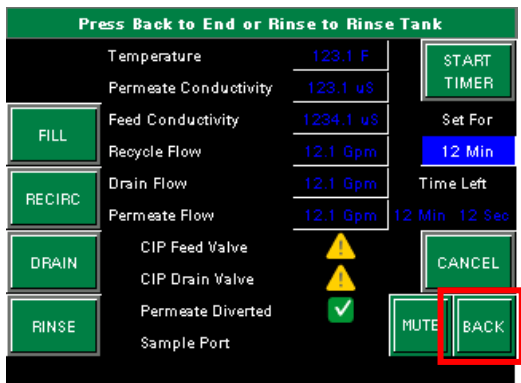 Press Back to End or Rinse to Rinse Tank
Temperature 123.1 F
START TIMER
Permeate Conductivity 123.1 uS
FILL
Feed Conductivity 1234.1 uS
Set For
Recycle Flow 12.1 Gpm
12 Min
RECIRC
Drain Flow 12.1 Gpm
Time Left
Permeate Flow 12.1 Gpm
12 Min 12 Sec
DRAIN
CIP Feed Valve
CANCEL
CIP Drain Valve
RINSE
Permeate Diverted
MUTE
BACK
Sample Port